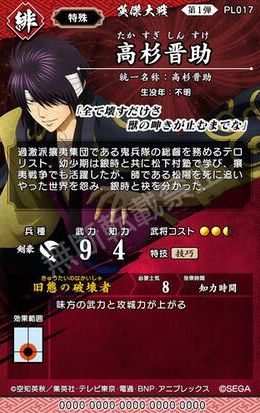 緋
特殊
英傑大戦
第1弾
PL017
たか すぎ しん すけ
高杉晋助
統一名称：高杉晋助
生没年：不明
「全て壊すだけさ
獣の呻きが止むまでな」
過激派攘夷集団である鬼兵隊の総督を務めるテロ
リスト。幼少期は銀時と共に松下村塾で学び、攘
夷戦争でも活躍したが、師である松陽を死に追い
やった世界を怨み、銀時と袂を分かった。
兵種 武力 知力 武将コスト
剣豪 9 4 特技 技巧
きゅうたいのはかいしゃ 必要士気 効果時間
旧態の破壊者 8 知力時間
味方の武力と攻城力が上がる
効果範囲
無断転載禁止
©空知英秋／集英社・テレビ東京・電通・BNP・アニプレックス ©SEGA
0000-0000-0000-0000-0000